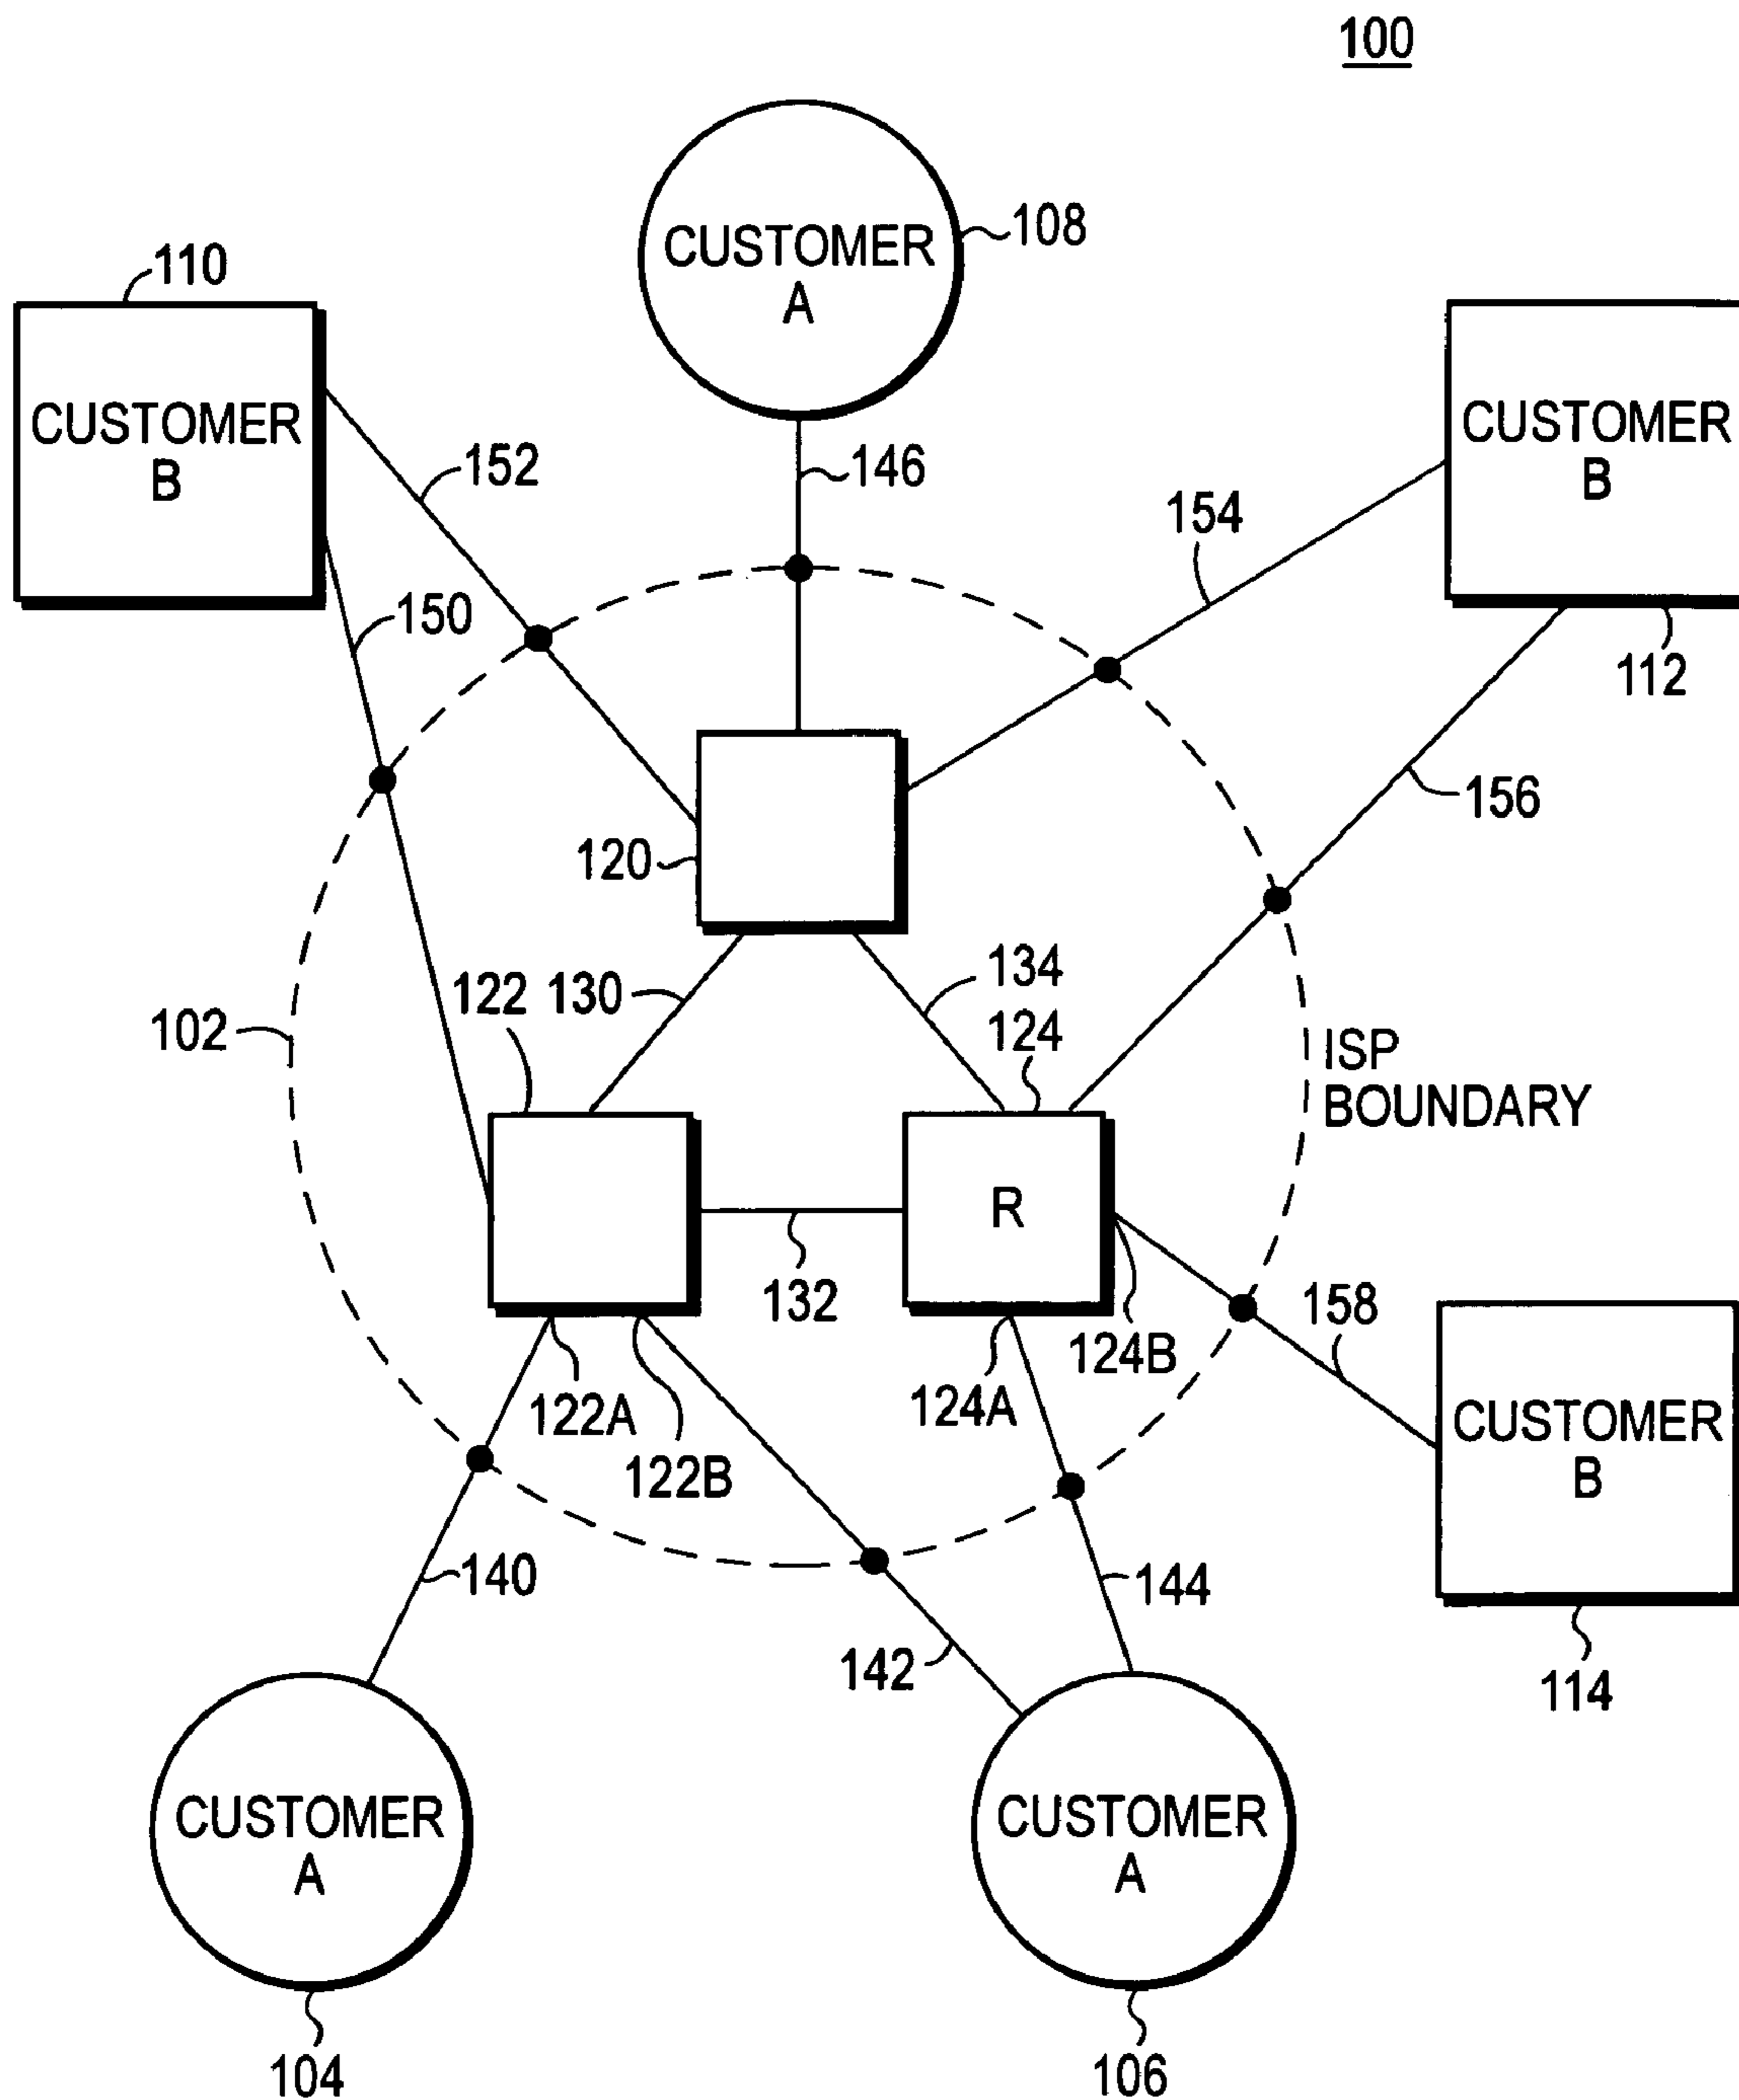 100
CUSTOMER
A
108
110
CUSTOMER
B
CUSTOMER
B
152
146
154
150
112
156
120
134
122
130
124
102
ISP
BOUNDARY
R
132
158
124B
122A
124A
122B
CUSTOMER
B
140
144
142
114
CUSTOMER
A
CUSTOMER
A
104
106